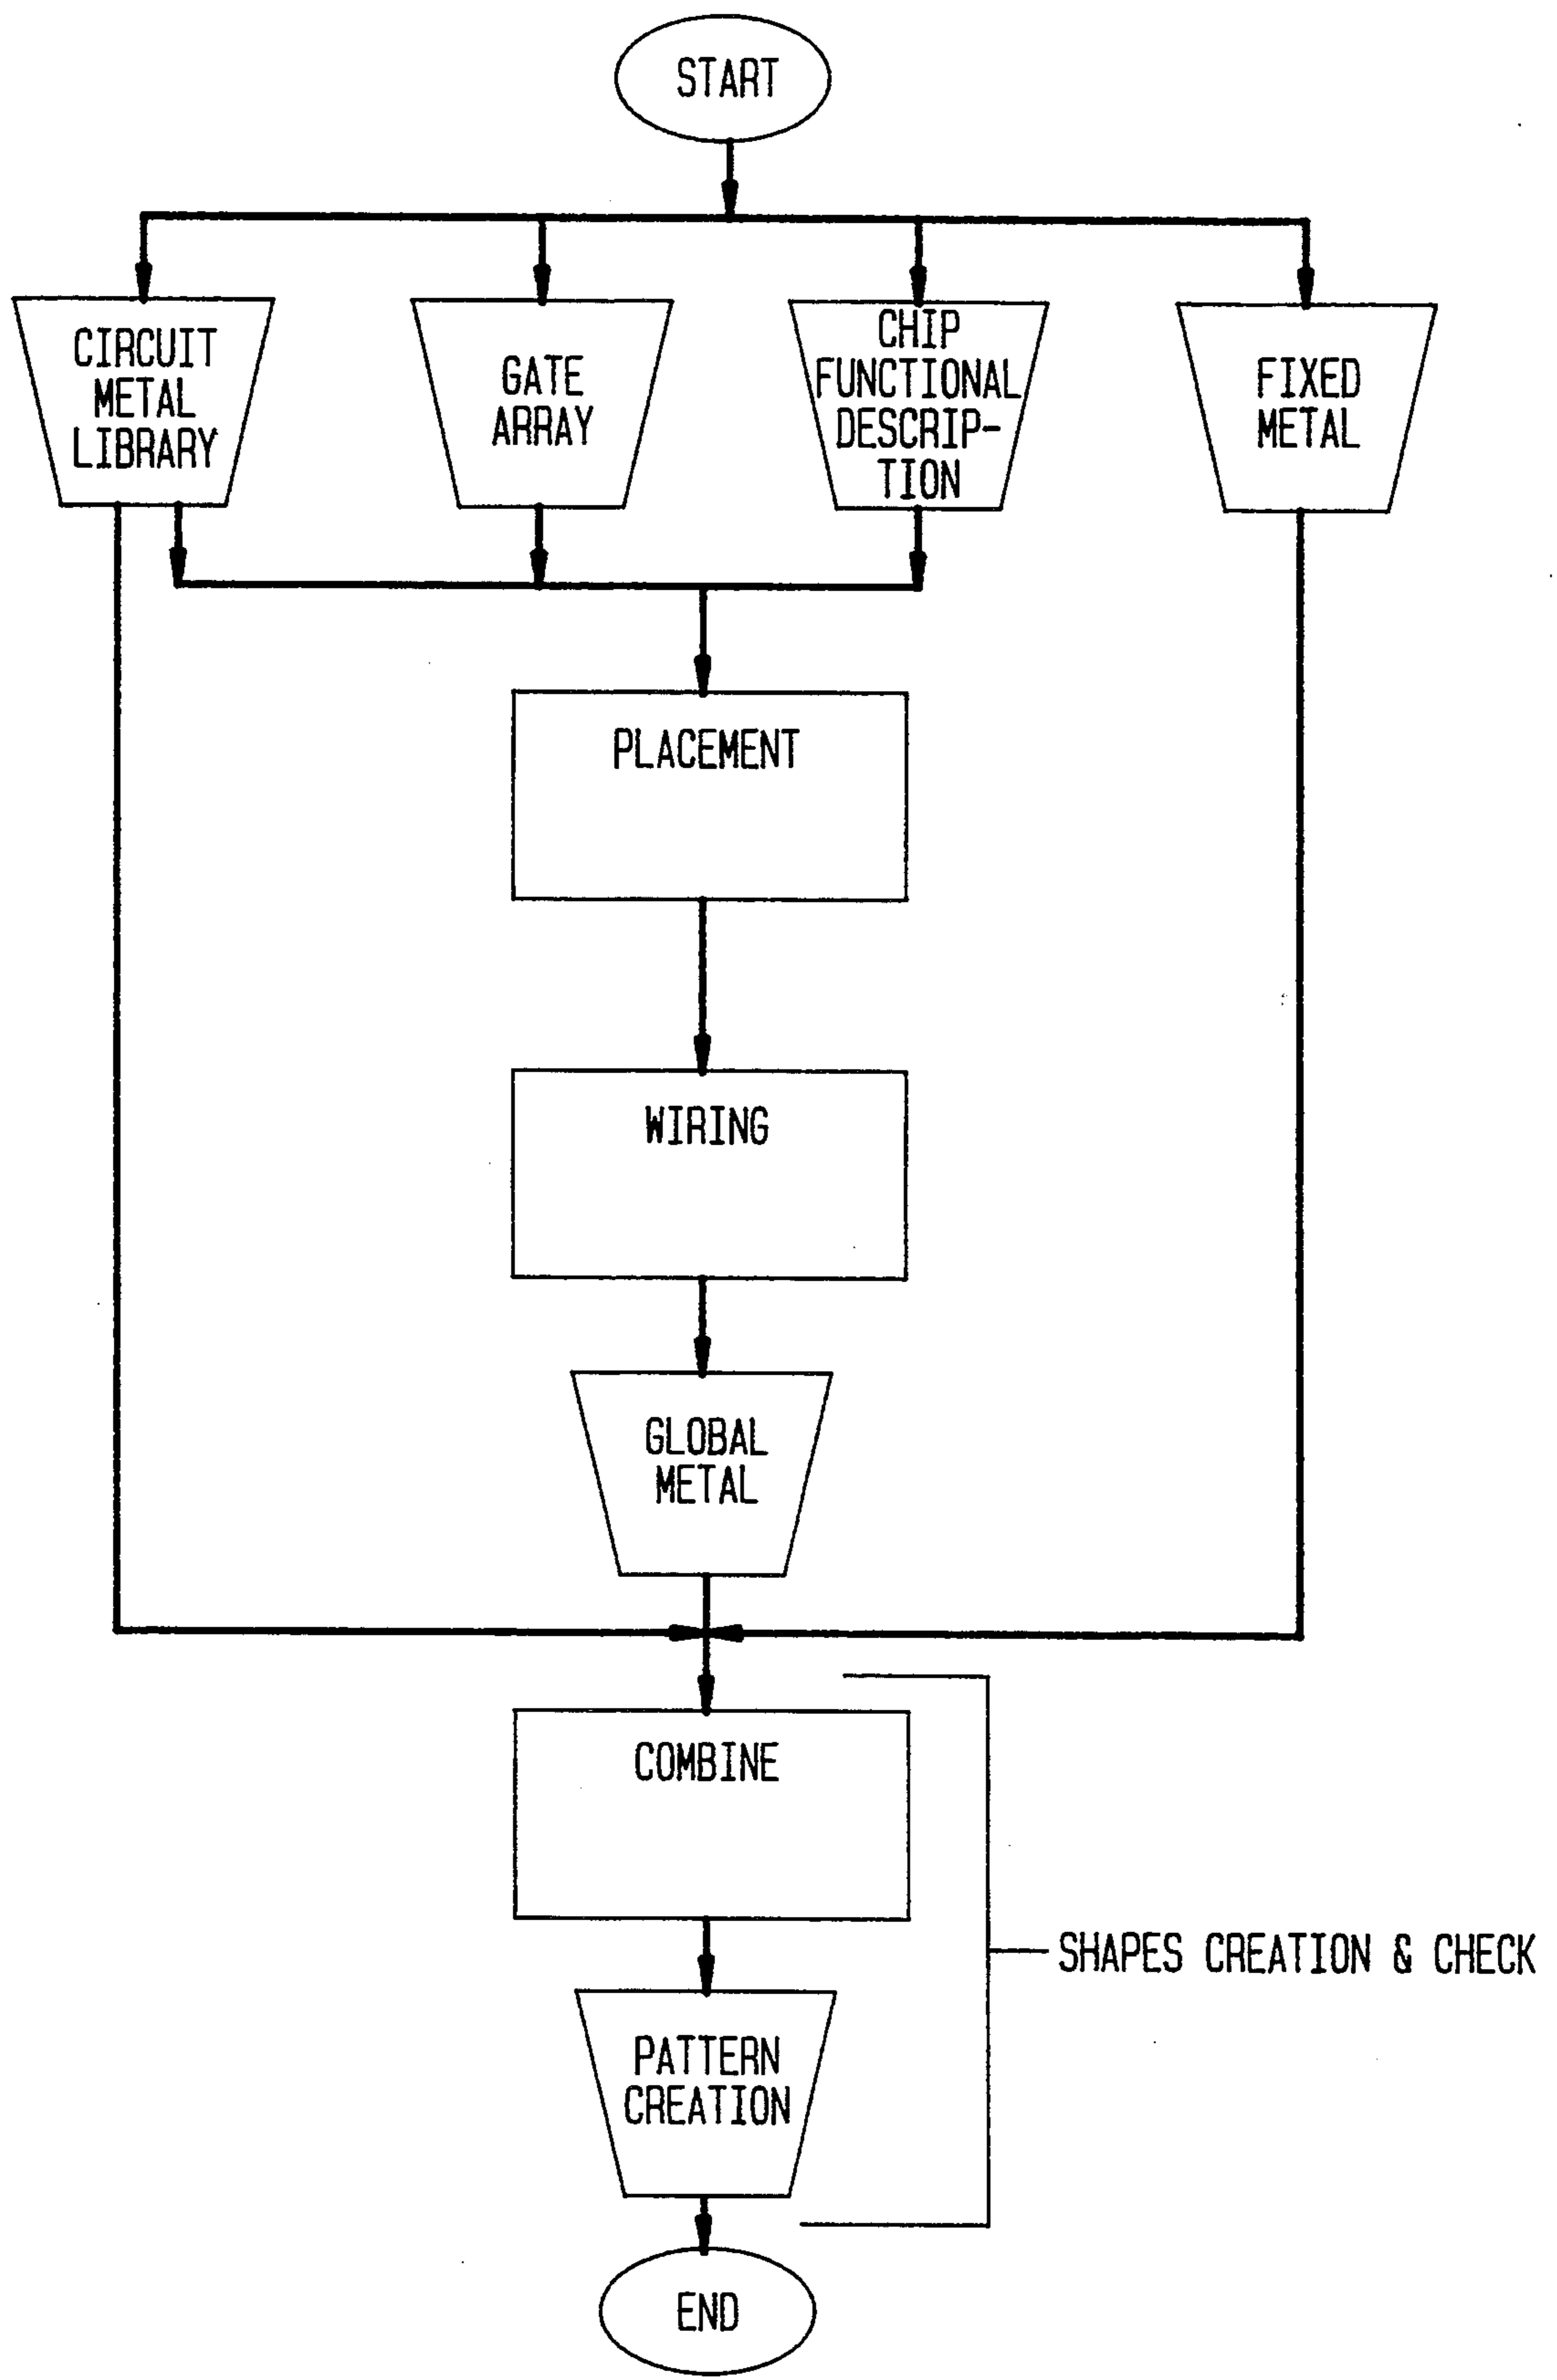 START
CIRCUIT
METAL
LIBRARY
GATE
ARRAY
CHIP
FUNCTIONAL
DESCRIP-
TION
FIXED
METAL
PLACEMENT
WIRING
GLOBAL
METAL
COMBINE
SHAPES CREATION & CHECK
PATTERN
CREATION
END